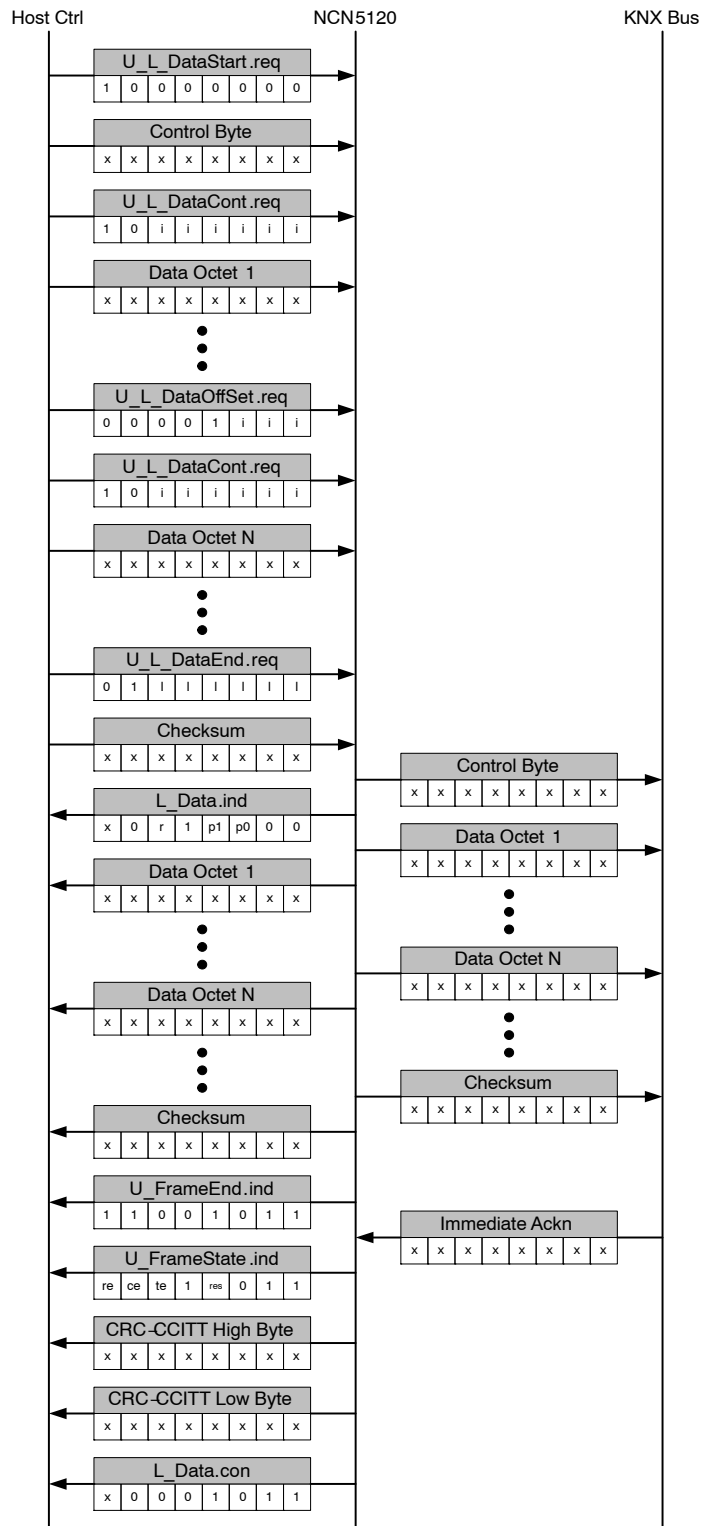 Host Ctrl NCN5120 KNX Bus
U_L_DataStart.req
1 0 0 0 0 0 0 0
Control Byte
x x x x x x x x
U_L_DataCont.req
1 0 i i i i i i
Data Octet 1
x x x x x x x x
U_L_DataOffSet.req
0 0 0 0 1 i i i
U_L_DataCont.req
1 0 i i i i i i
Data Octet N
x x x x x x x x
U_L_DataEnd.req
0 1 l l l l l l
Checksum
x x x x x x x x
Control Byte
x x x x x x x x
L_Data.ind
x 0 r 1 p1 p0 0 0
Data Octet 1
x x x x x x x x
Data Octet 1
x x x x x x x x
Data Octet N
x x x x x x x x
Data Octet N
x x x x x x x x
Checksum
x x x x x x x x
Checksum
x x x x x x x x
U_FrameEnd.ind
1 1 0 0 1 0 1 1
Immediate Ackn
x x x x x x x x
U_FrameState.ind
re ce te 1 res 0 1 1
CRC-CCITT High Byte
x x x x x x x x
CRC-CCITT Low Byte
x x x x x x x x
L_Data.con
x 0 0 0 1 0 1 1